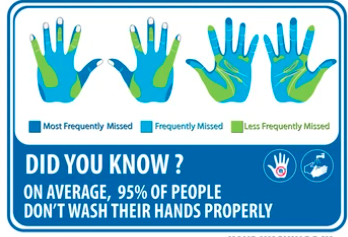 Most Frequently Missed Frequently Missed Less Frequently Missed
DID YOU KNOW ?
ON AVERAGE, 95% OF PEOPLE
DON'T WASH THEIR HANDS PROPERLY